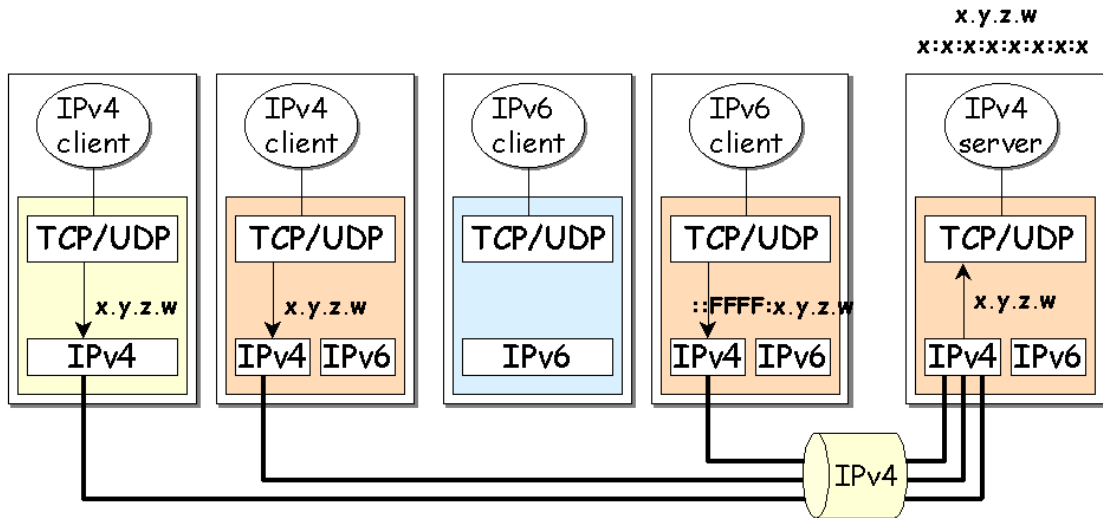 x.y.z.w
x:x:x:x:x:x:x:x
IPv4
client
IPv4
client
IPv6
client
IPv6
client
IPv4
server
TCP/UDP
TCP/UDP
TCP/UDP
TCP/UDP
TCP/UDP
x.y.z.w
x.y.z.w
::FFFF:x.y.z.w
x.y.z.w
IPv4
IPv4
IPv6
IPv6
IPv4
IPv6
IPv4
IPv6
IPv4